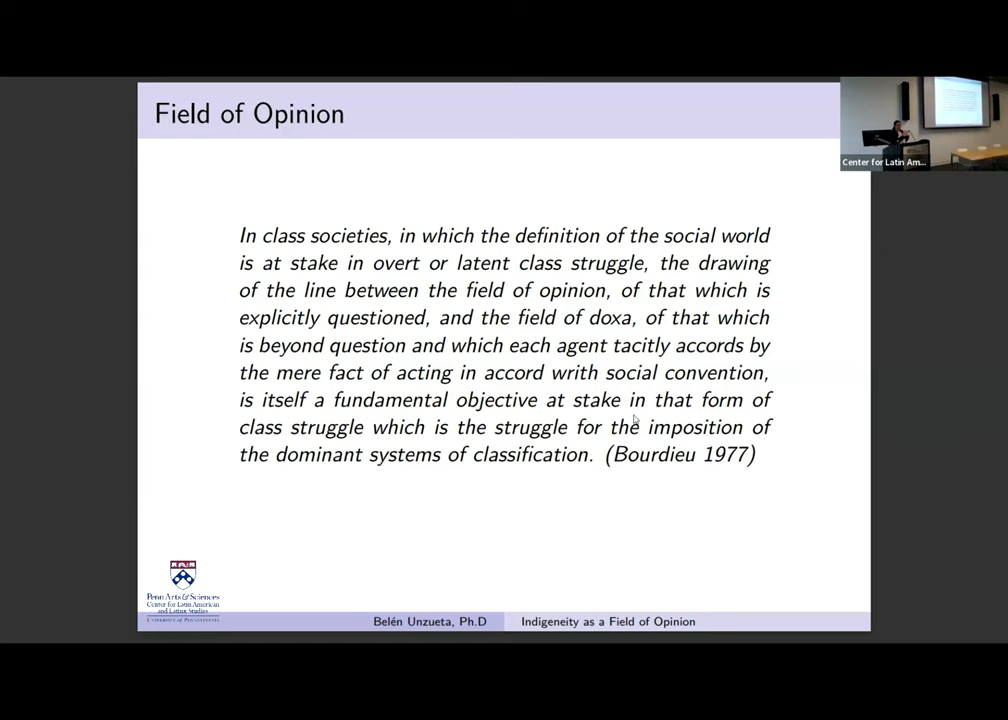 Field of Opinion
Center for Latin Am...
In class societies, in which the definition of the social world
is at stake in overt or latent class struggle, the drawing
of the line between the field of opinion, of that which is
explicitly questioned, and the field of doxa, of that which
is beyond question and which each agent tacitly accords by
the mere fact of acting in accord writh social convention,
is itself a fundamental objective at stake in that form of
class struggle which is the struggle for the imposition of
the dominant systems of classification. (Bourdieu 1977)
Penn Arts & Sciences
Center for Latin American
and Latinx Studies
UNIVERSITY of PENNSYLVANIA
Belén Unzueta, Ph.D
Indigeneity as a Field of Opinion